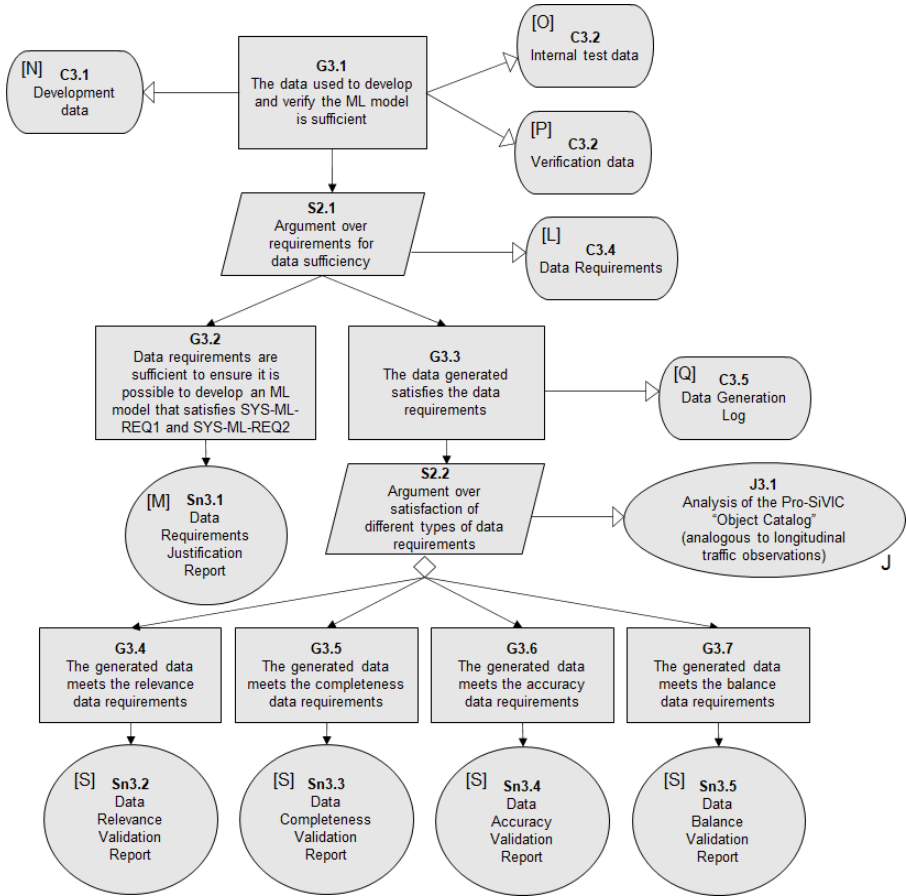 [O]
C3.2
Internal test data
G3.1
The data used to develop
and verify the ML model
is sufficient
[N]
C3.1
Development
data
[P]
C3.2
Verification data
S2.1
Argument over
requirements for
data sufficiency
[L]
C3.4
Data Requirements
G3.2
Data requirements are
sufficient to ensure it is
possible to develop an ML
model that satisfies SYS-ML-
REQ1 and SYS-ML-REQ2
G3.3
The data generated
satisfies the data
requirements
[Q]
C3.5
Data Generation
Log
[M]
Sn3.1
Data
Requirements
Justification
Report
S2.2
Argument over
satisfaction of
different types of data
requirements
J3.1
Analysis of the Pro-SiVIC
“Object Catalog”
(analogous to longitudinal
traffic observations)
J
G3.4
The generated data
meets the relevance
data requirements
G3.5
The generated data
meets the completeness
data requirements
G3.6
The generated data
meets the accuracy
data requirements
G3.7
The generated data
meets the balance
data requirements
[S]
Sn3.2
Data
Relevance
Validation
Report
[S]
Sn3.3
Data
Completeness
Validation
Report
[S]
Sn3.4
Data
Accuracy
Validation
Report
[S]
Sn3.5
Data
Balance
Validation
Report